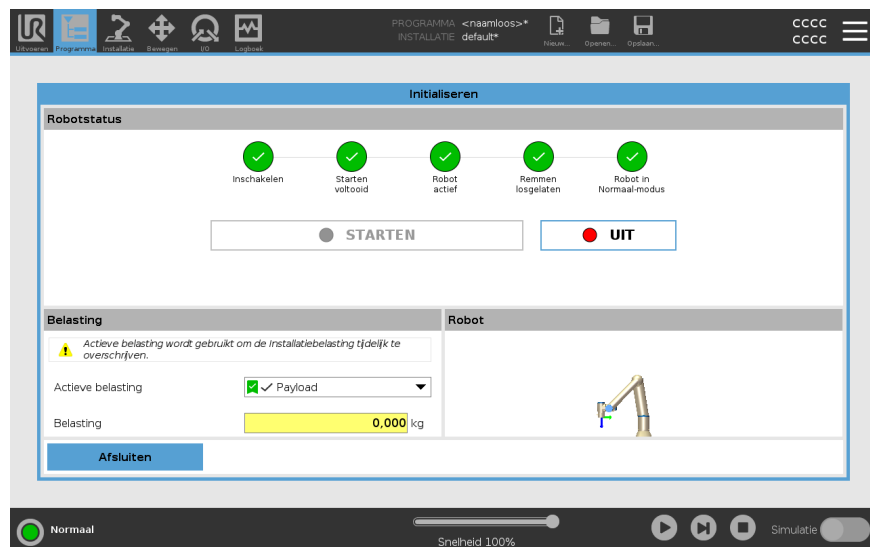 PROGRAMMA <naamloos>*
INSTALLATIE default*
Uitvoeren
Programma
Installatie
Bewegen
I/O
Logboek
Nieuw...
Openen...
Opslaan...
CCCC
CCCC
Initialiseren
Robotstatus
Inschakelen
Starten
voltooid
Robot
actief
Remmen
losgelaten
Robot in
Normaal-modus
STARTEN
UIT
Belasting
Actieve belasting wordt gebruikt om de Installatiebelasting tijdelijk te
overschrijven.
Actieve belasting
Payload
Belasting
0,000 kg
Robot
Afsluiten
Normaal
Snelheid 100%
Simulatie